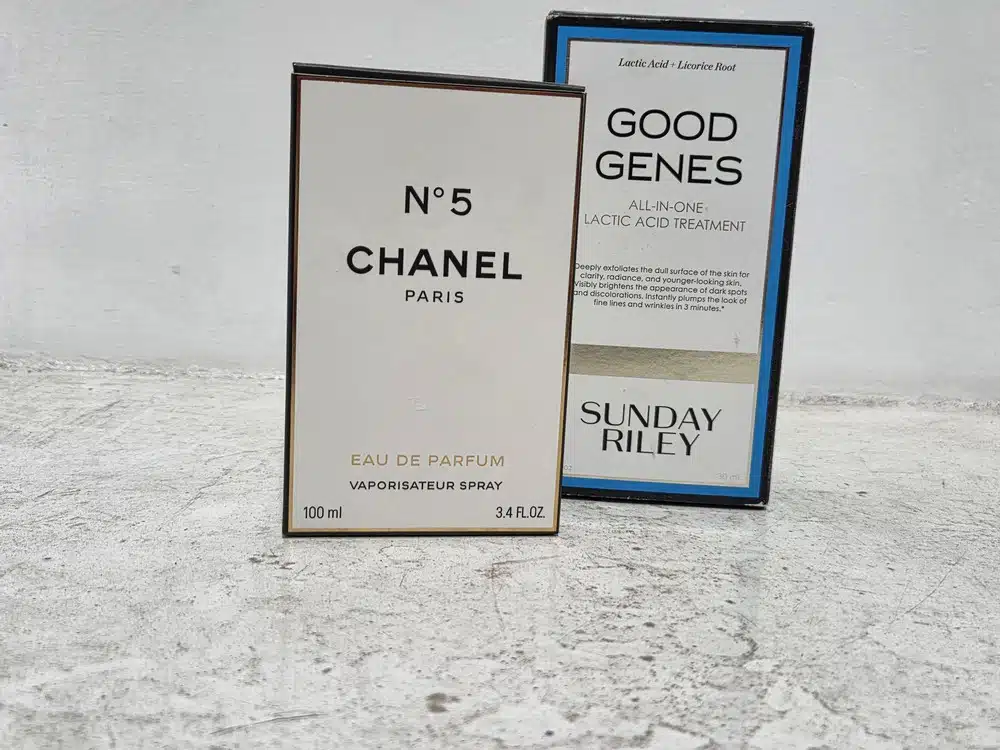 N° 5
CHANEL
PARIS
EAU DE PARFUM
VAPORISATEUR SPRAY
100 ml
3.4 FL.OZ.
Lactic Acid + Licorice Root
GOOD
GENES
ALL-IN-ONE
LACTIC ACID TREATMENT
Deeply exfoliates the dull surface of the skin for
clarity, radiance, and younger-looking skin.
Visibly brightens the appearance of dark spots
and discolorations. Instantly plumps the look of
fine lines and wrinkles in 3 minutes.*
SUNDAY
RILEY